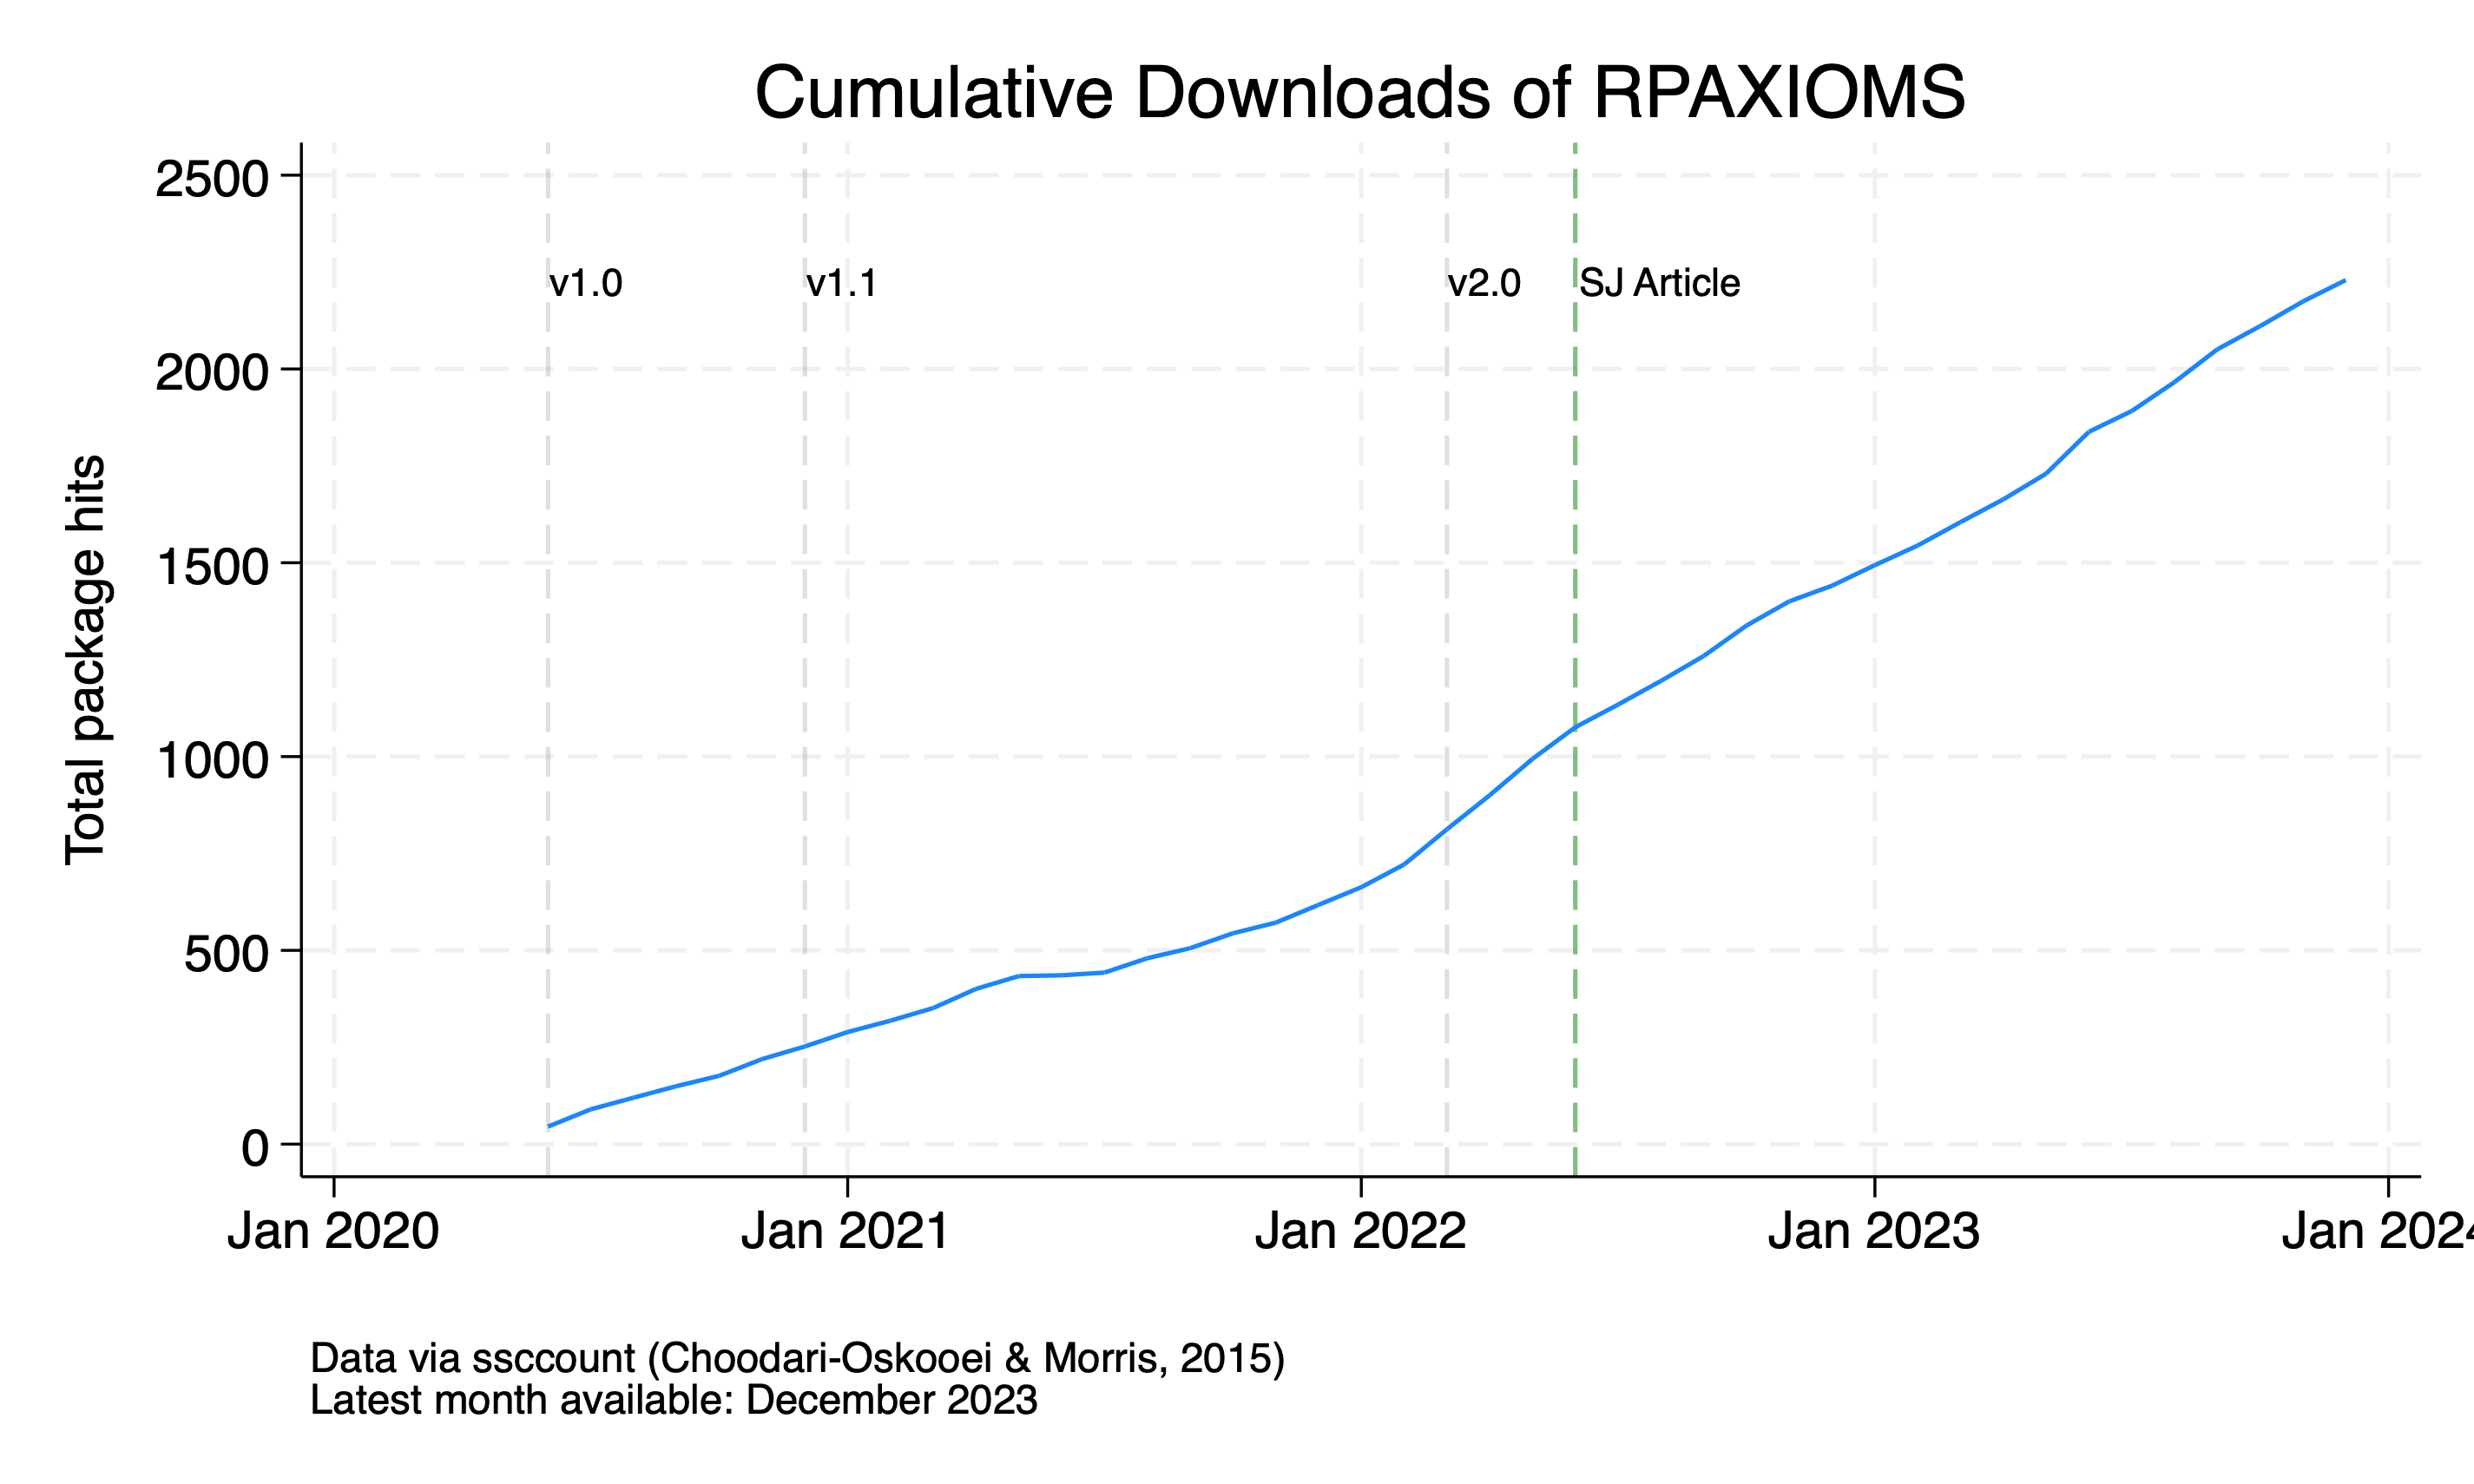 Cumulative Downloads of RPAXIOMS
Total package hits
2500
2000
1500
1000
500
0
v1.0
v1.1
v2.0
SJ Article
Jan 2020
Jan 2021
Jan 2022
Jan 2023
Jan 2024
Data via ssccount (Choodari-Oskooei & Morris, 2015)
Latest month available: December 2023